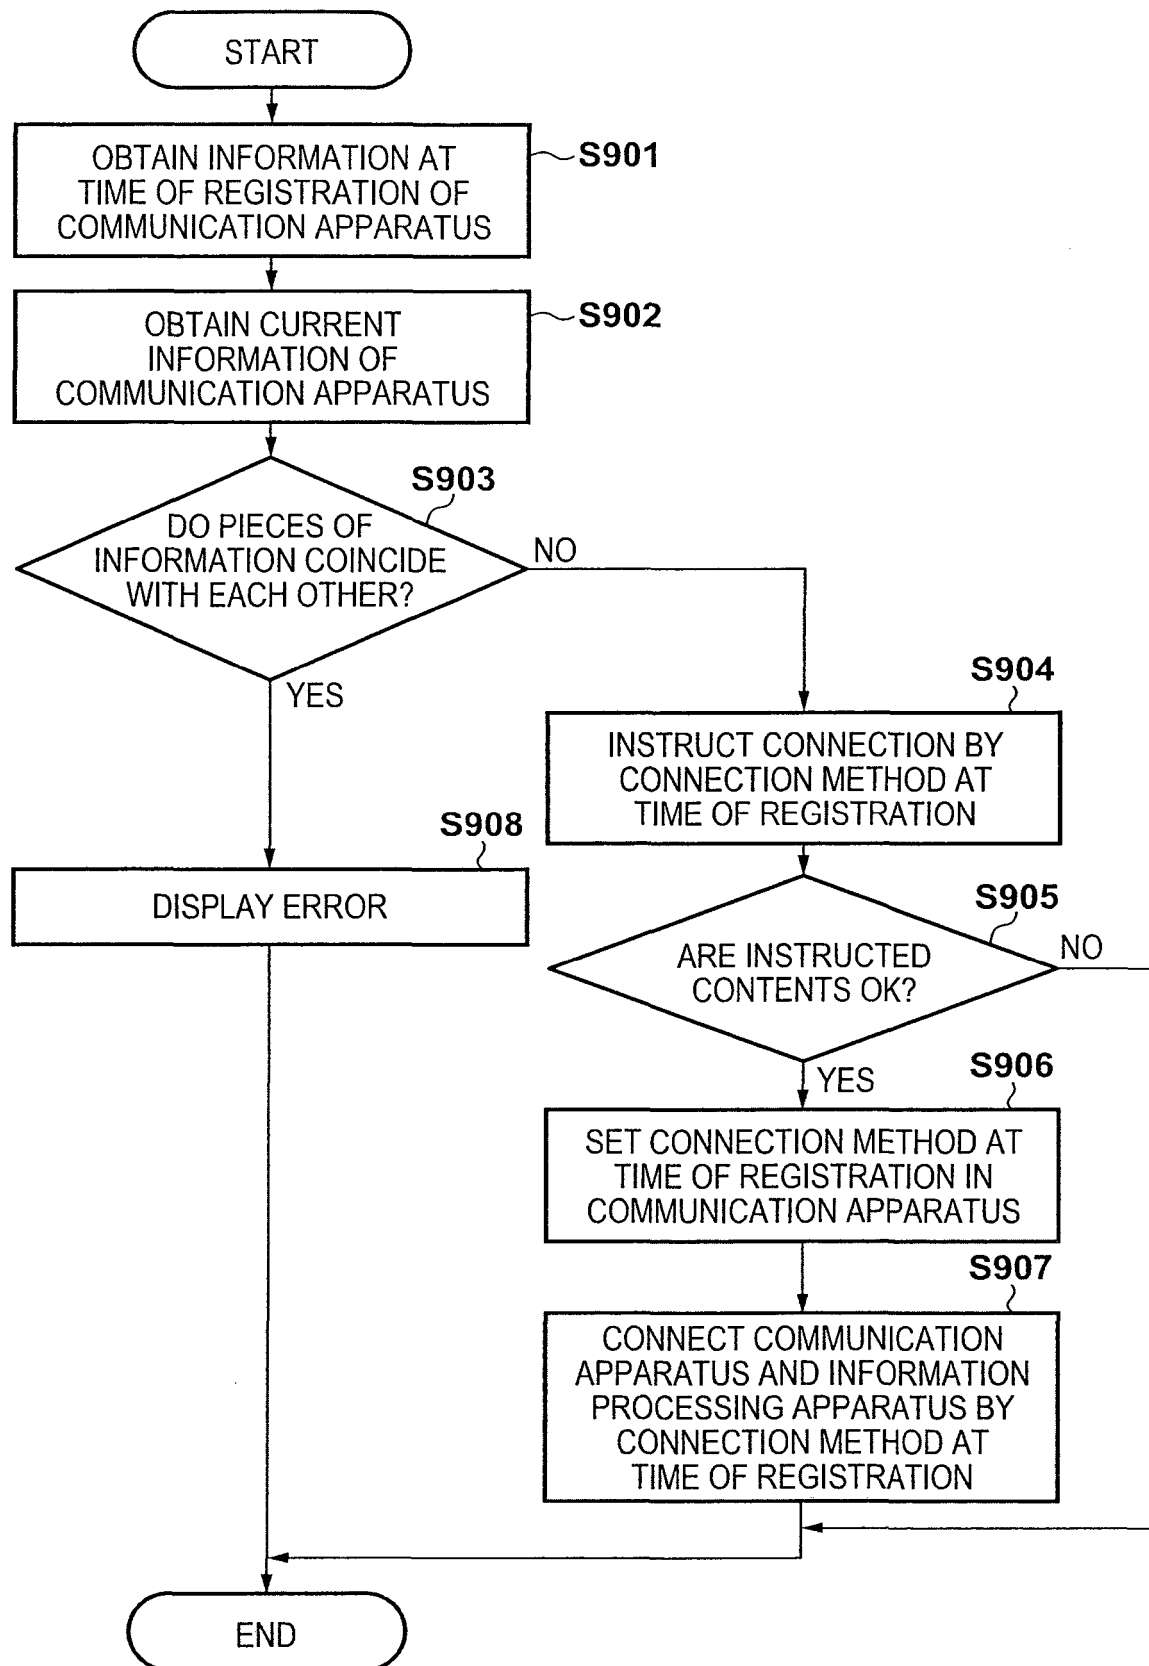 START
OBTAIN INFORMATION AT
TIME OF REGISTRATION OF
COMMUNICATION APPARATUS
S901
OBTAIN CURRENT
INFORMATION OF
COMMUNICATION APPARATUS
S902
S903
DO PIECES OF
INFORMATION COINCIDE
WITH EACH OTHER?
NO
YES
S904
INSTRUCT CONNECTION BY
CONNECTION METHOD AT
TIME OF REGISTRATION
S908
DISPLAY ERROR
S905
ARE INSTRUCTED
CONTENTS OK?
NO
YES
S906
SET CONNECTION METHOD AT
TIME OF REGISTRATION IN
COMMUNICATION APPARATUS
S907
CONNECT COMMUNICATION
APPARATUS AND INFORMATION
PROCESSING APPARATUS BY
CONNECTION METHOD AT
TIME OF REGISTRATION
END